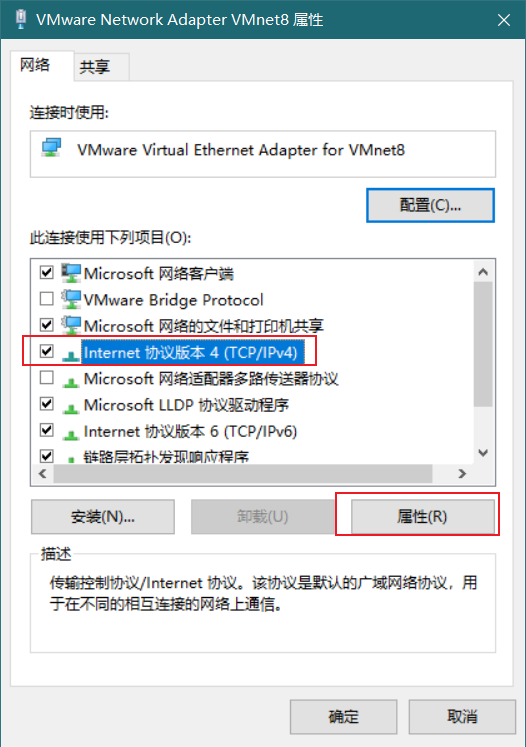 VMware Network Adapter VMnet8 属性
网络
共享
连接时使用:
VMware Virtual Ethernet Adapter for VMnet8
配置(C)...
此连接使用下列项目(O):
Microsoft 网络客户端
VMware Bridge Protocol
Microsoft 网络的文件和打印机共享
Internet 协议版本 4 (TCP/IPv4)
Microsoft 网络适配器多路传送器协议
Microsoft LLDP 协议驱动程序
Internet 协议版本 6 (TCP/IPv6)
链路层拓扑发现响应程序
安装(N)...
卸载(U)
属性(R)
描述
传输控制协议/Internet 协议。该协议是默认的广域网络协议，用
于在不同的相互连接的网络上通信。
确定
取消